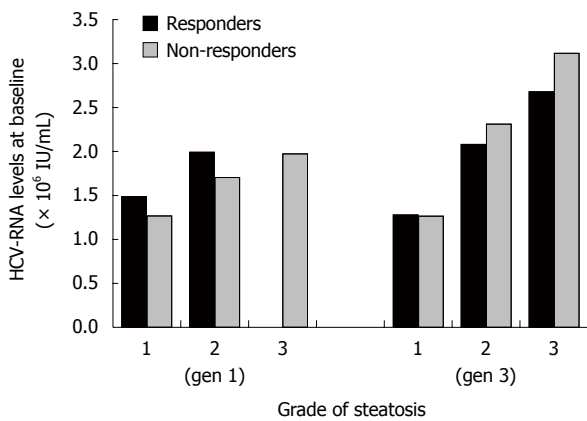 Responders
Non-responders
HCV-RNA levels at baseline
(× 10⁶ IU/mL)
3.5
3.0
2.5
2.0
1.5
1.0
0.5
0.0
1 2 3 1 2 3
(gen 1) (gen 3)
Grade of steatosis